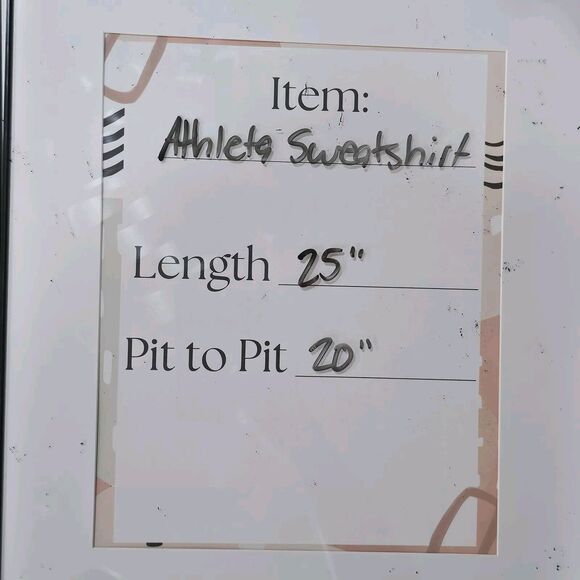 Item:
Athleta Sweatshirt
Length 25"
Pit to Pit 20"